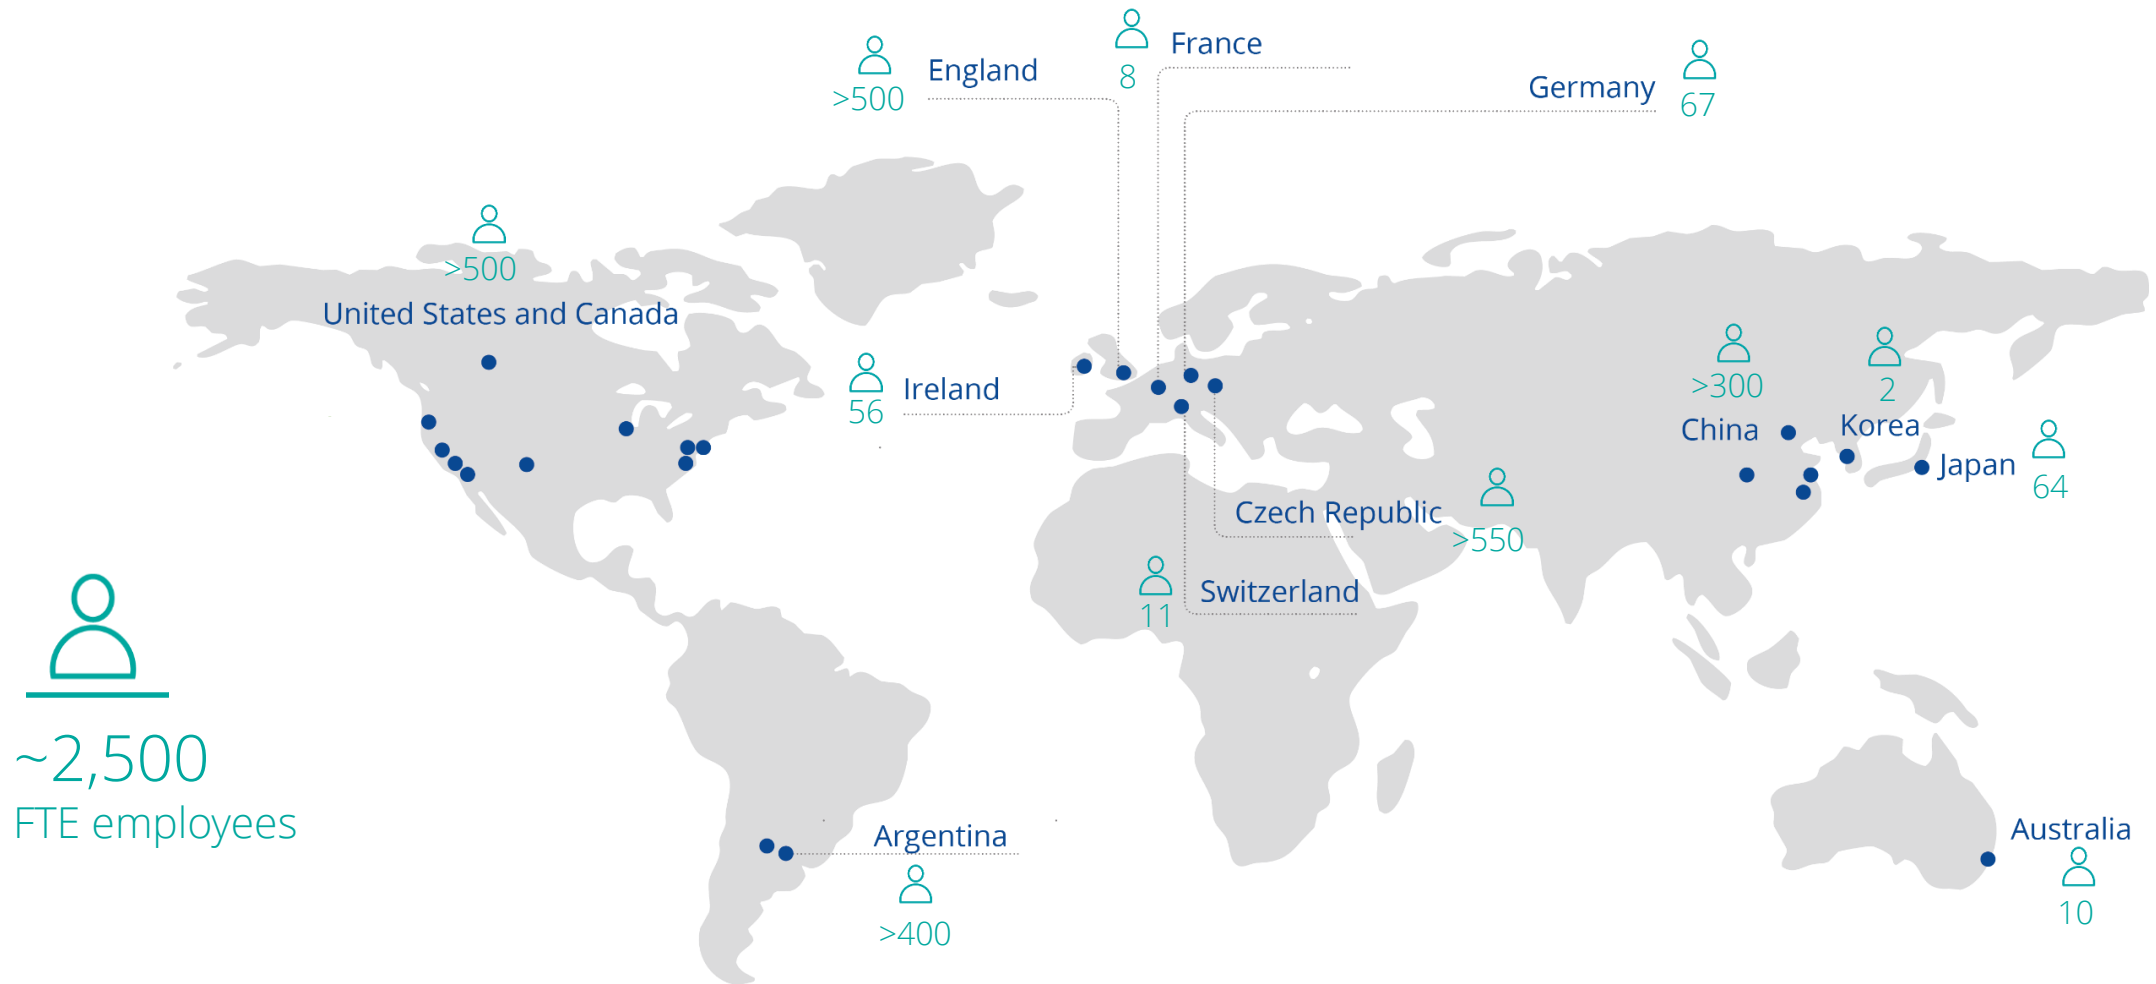 France
8
England
>500
Germany
67
>500
United States and Canada
Ireland
56
>300
China
2
Korea
Japan
64
Czech Republic
>550
Switzerland
11
~2,500
FTE employees
Argentina
>400
Australia
10